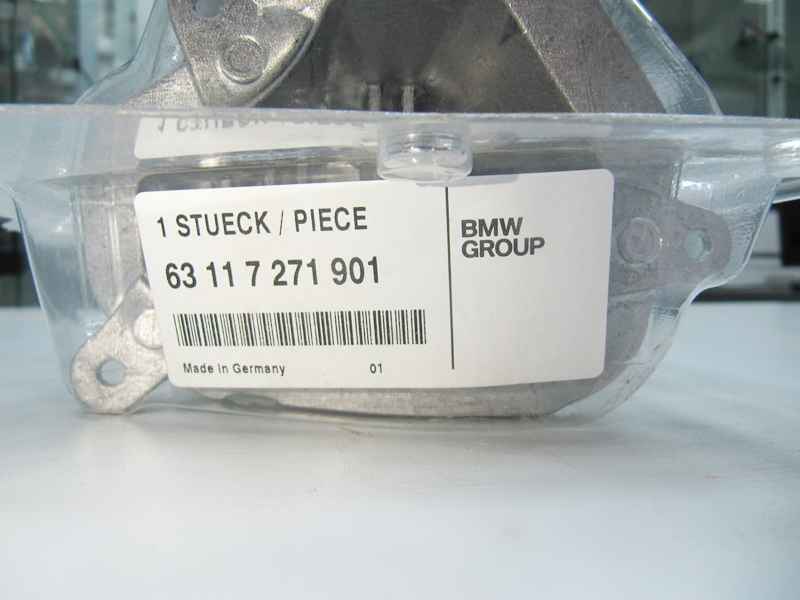 1 STUECK / PIECE
63 11 7 271 901
Made in Germany 01
BMW
GROUP